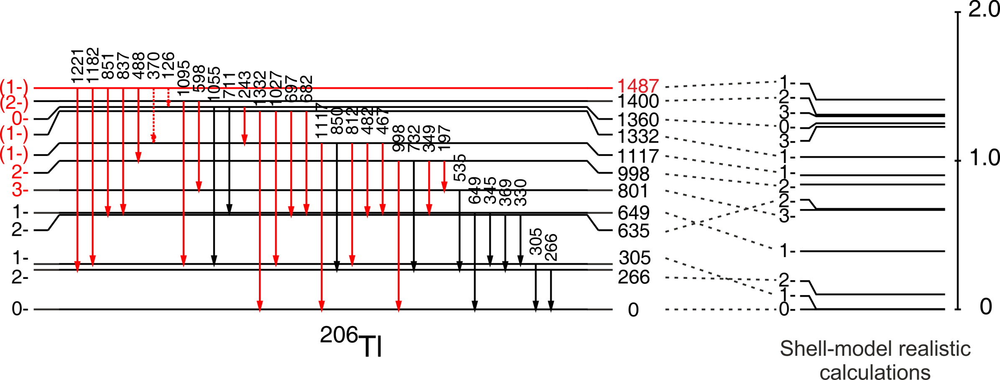 2.0
1221 1182 851 837 488 370 126 1095 598 1055 711 243 1332 1027 697 682 1117 850 812 482 467 998 732 349 197 535 649 345 369 330 305 266
(1-) 1487 1-
(2-) 1400 2-
0- 1360 3-
(1-) 1332 0-
3-
(1-) 1117 1- 1.0
2- 998 1-
3- 801 2-
2-
1- 649 3-
2- 635
1- 305 1-
2- 266 2-
1-
0- 0 0- 0
206Tl
Shell-model realistic
calculations